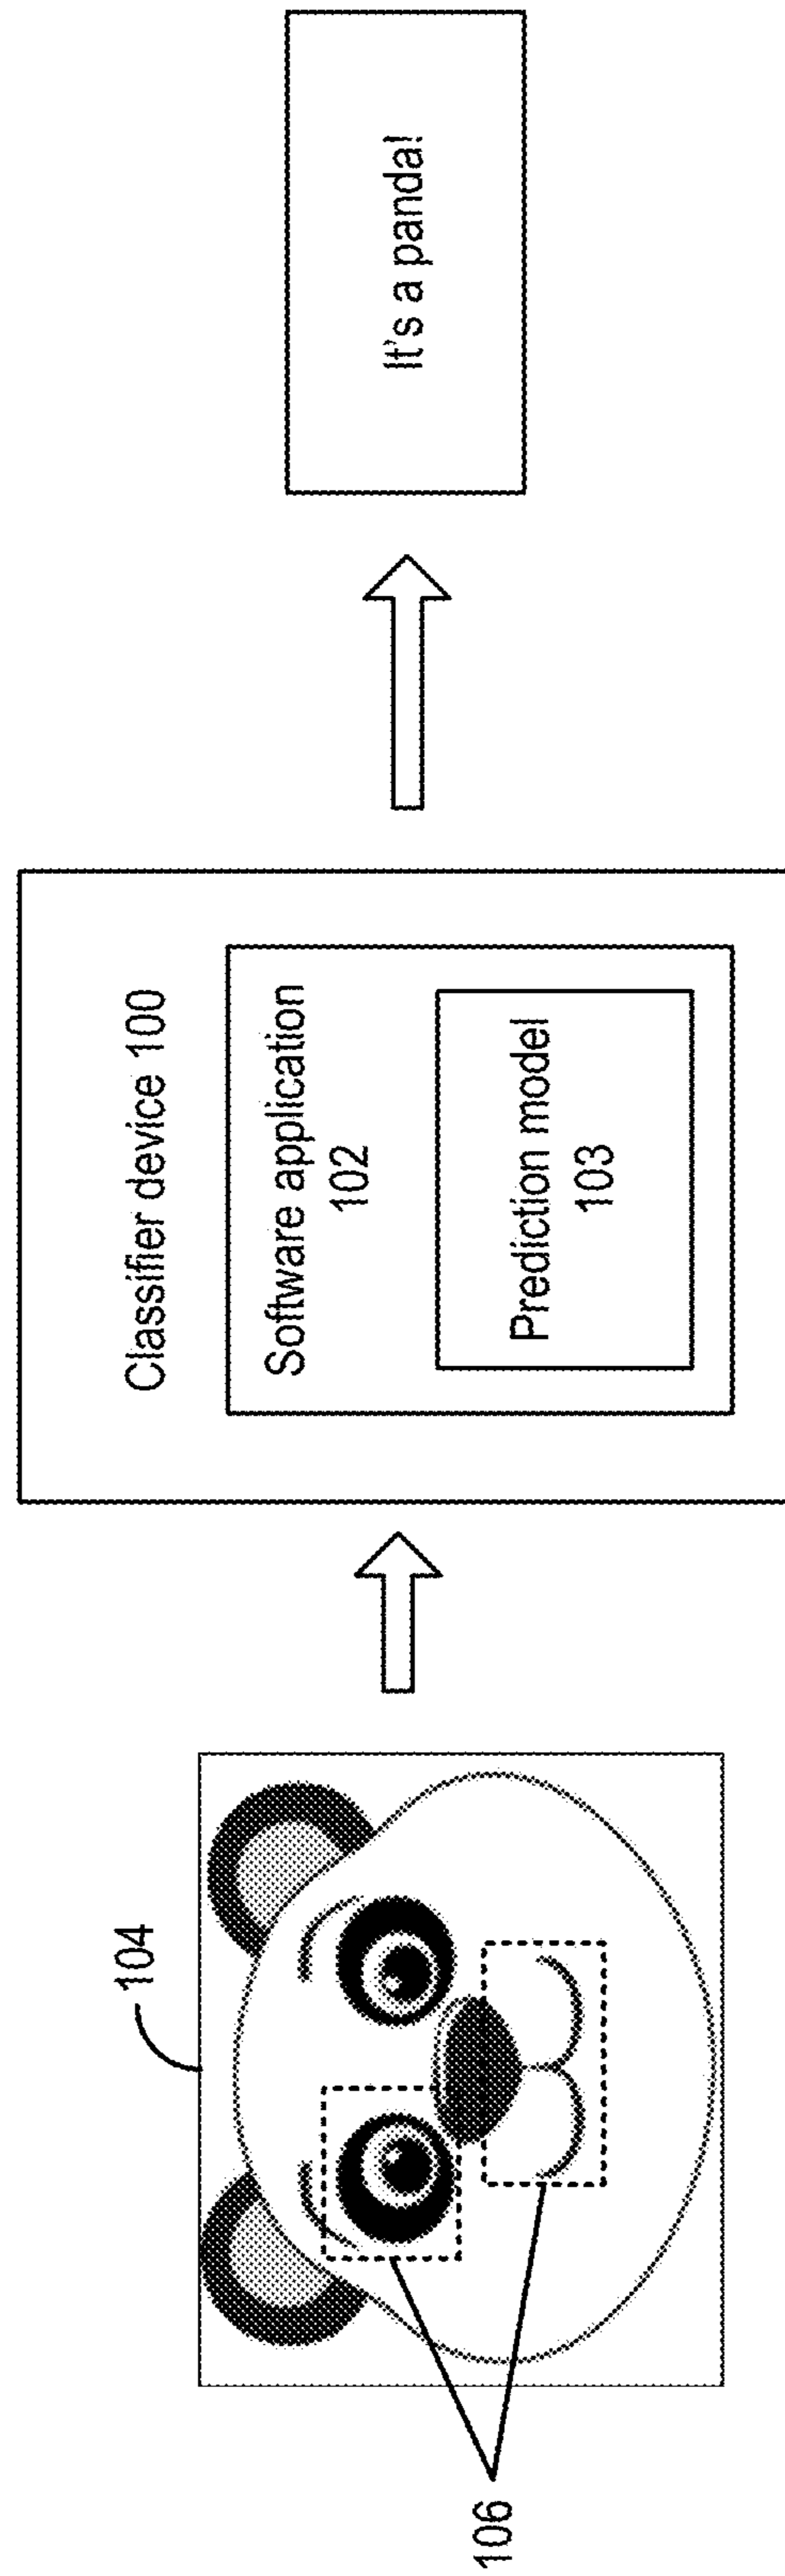 104
106
Classifier device 100
Software application
102
Prediction model
103
It's a panda!